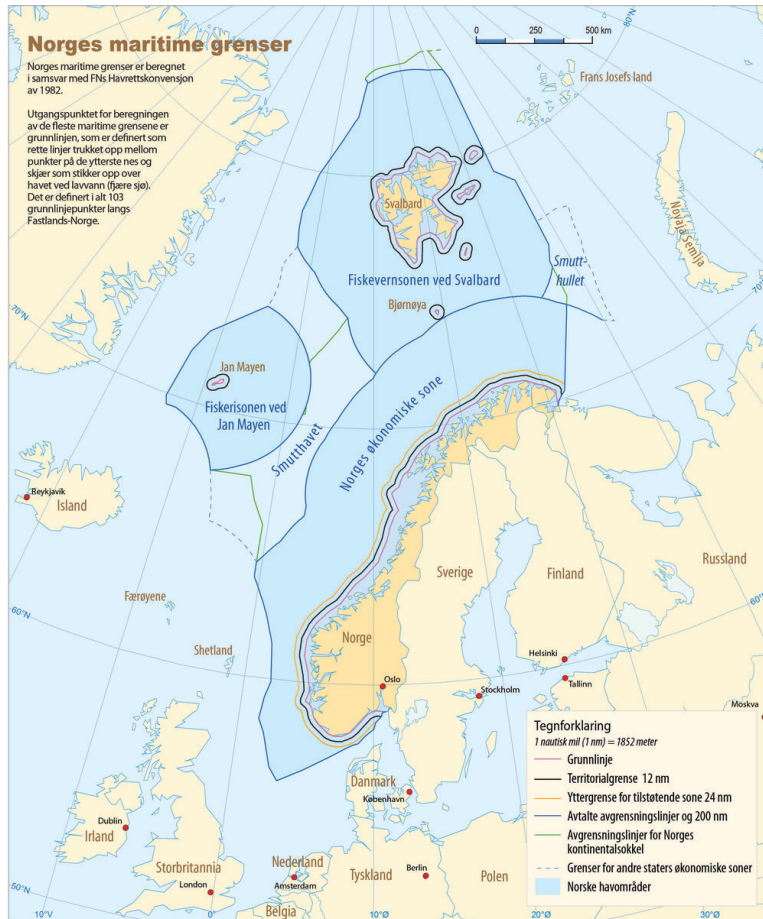 Norges maritime grenser
Norges maritime grenser er beregnet
i samsvar med FNs Havrettskonvensjon
av 1982.
Utgangspunktet for beregningen
av de fleste maritime grensene er
grunnlinjen, som er definert som
rette linjer trukket opp mellom
punkter på de ytterste nes og
skjær som stikker opp over
havet ved lavvann (fjære sjø).
Det er definert i alt 103
grunnlinjepunkter langs
Fastlands-Norge.
0 250 500 km
80°N
Frans Josefs land
Novaja Semlja
Svalbard
Smutt-
hullet
Fiskevernsonen ved Svalbard
Bjørnøya
70°N
70°N
Jan Mayen
Fiskerisonen ved
Jan Mayen
Smutthavet
Norges økonomiske sone
Reykjavik
Island
Færøyene
Shetland
60°N
60°N
Sverige
Finland
Russland
Norge
Oslo
Helsinki
Tallinn
Stockholm
Moskva
Danmark
København
Dublin
Irland
Storbritannia
London
Nederland
Amsterdam
Belgia
Tyskland
Berlin
Polen
50°N
10°V
0°
10°Ø
20°Ø
Tegnforklaring
1 nautisk mil (1 nm) = 1852 meter
Grunnlinje
Territorialgrense 12 nm
Yttergrense for tilstøtende sone 24 nm
Avtalte avgrensningslinjer og 200 nm
Avgrensningslinjer for Norges
kontinentalsokkel
Grenser for andre staters økonomiske soner
Norske havområder